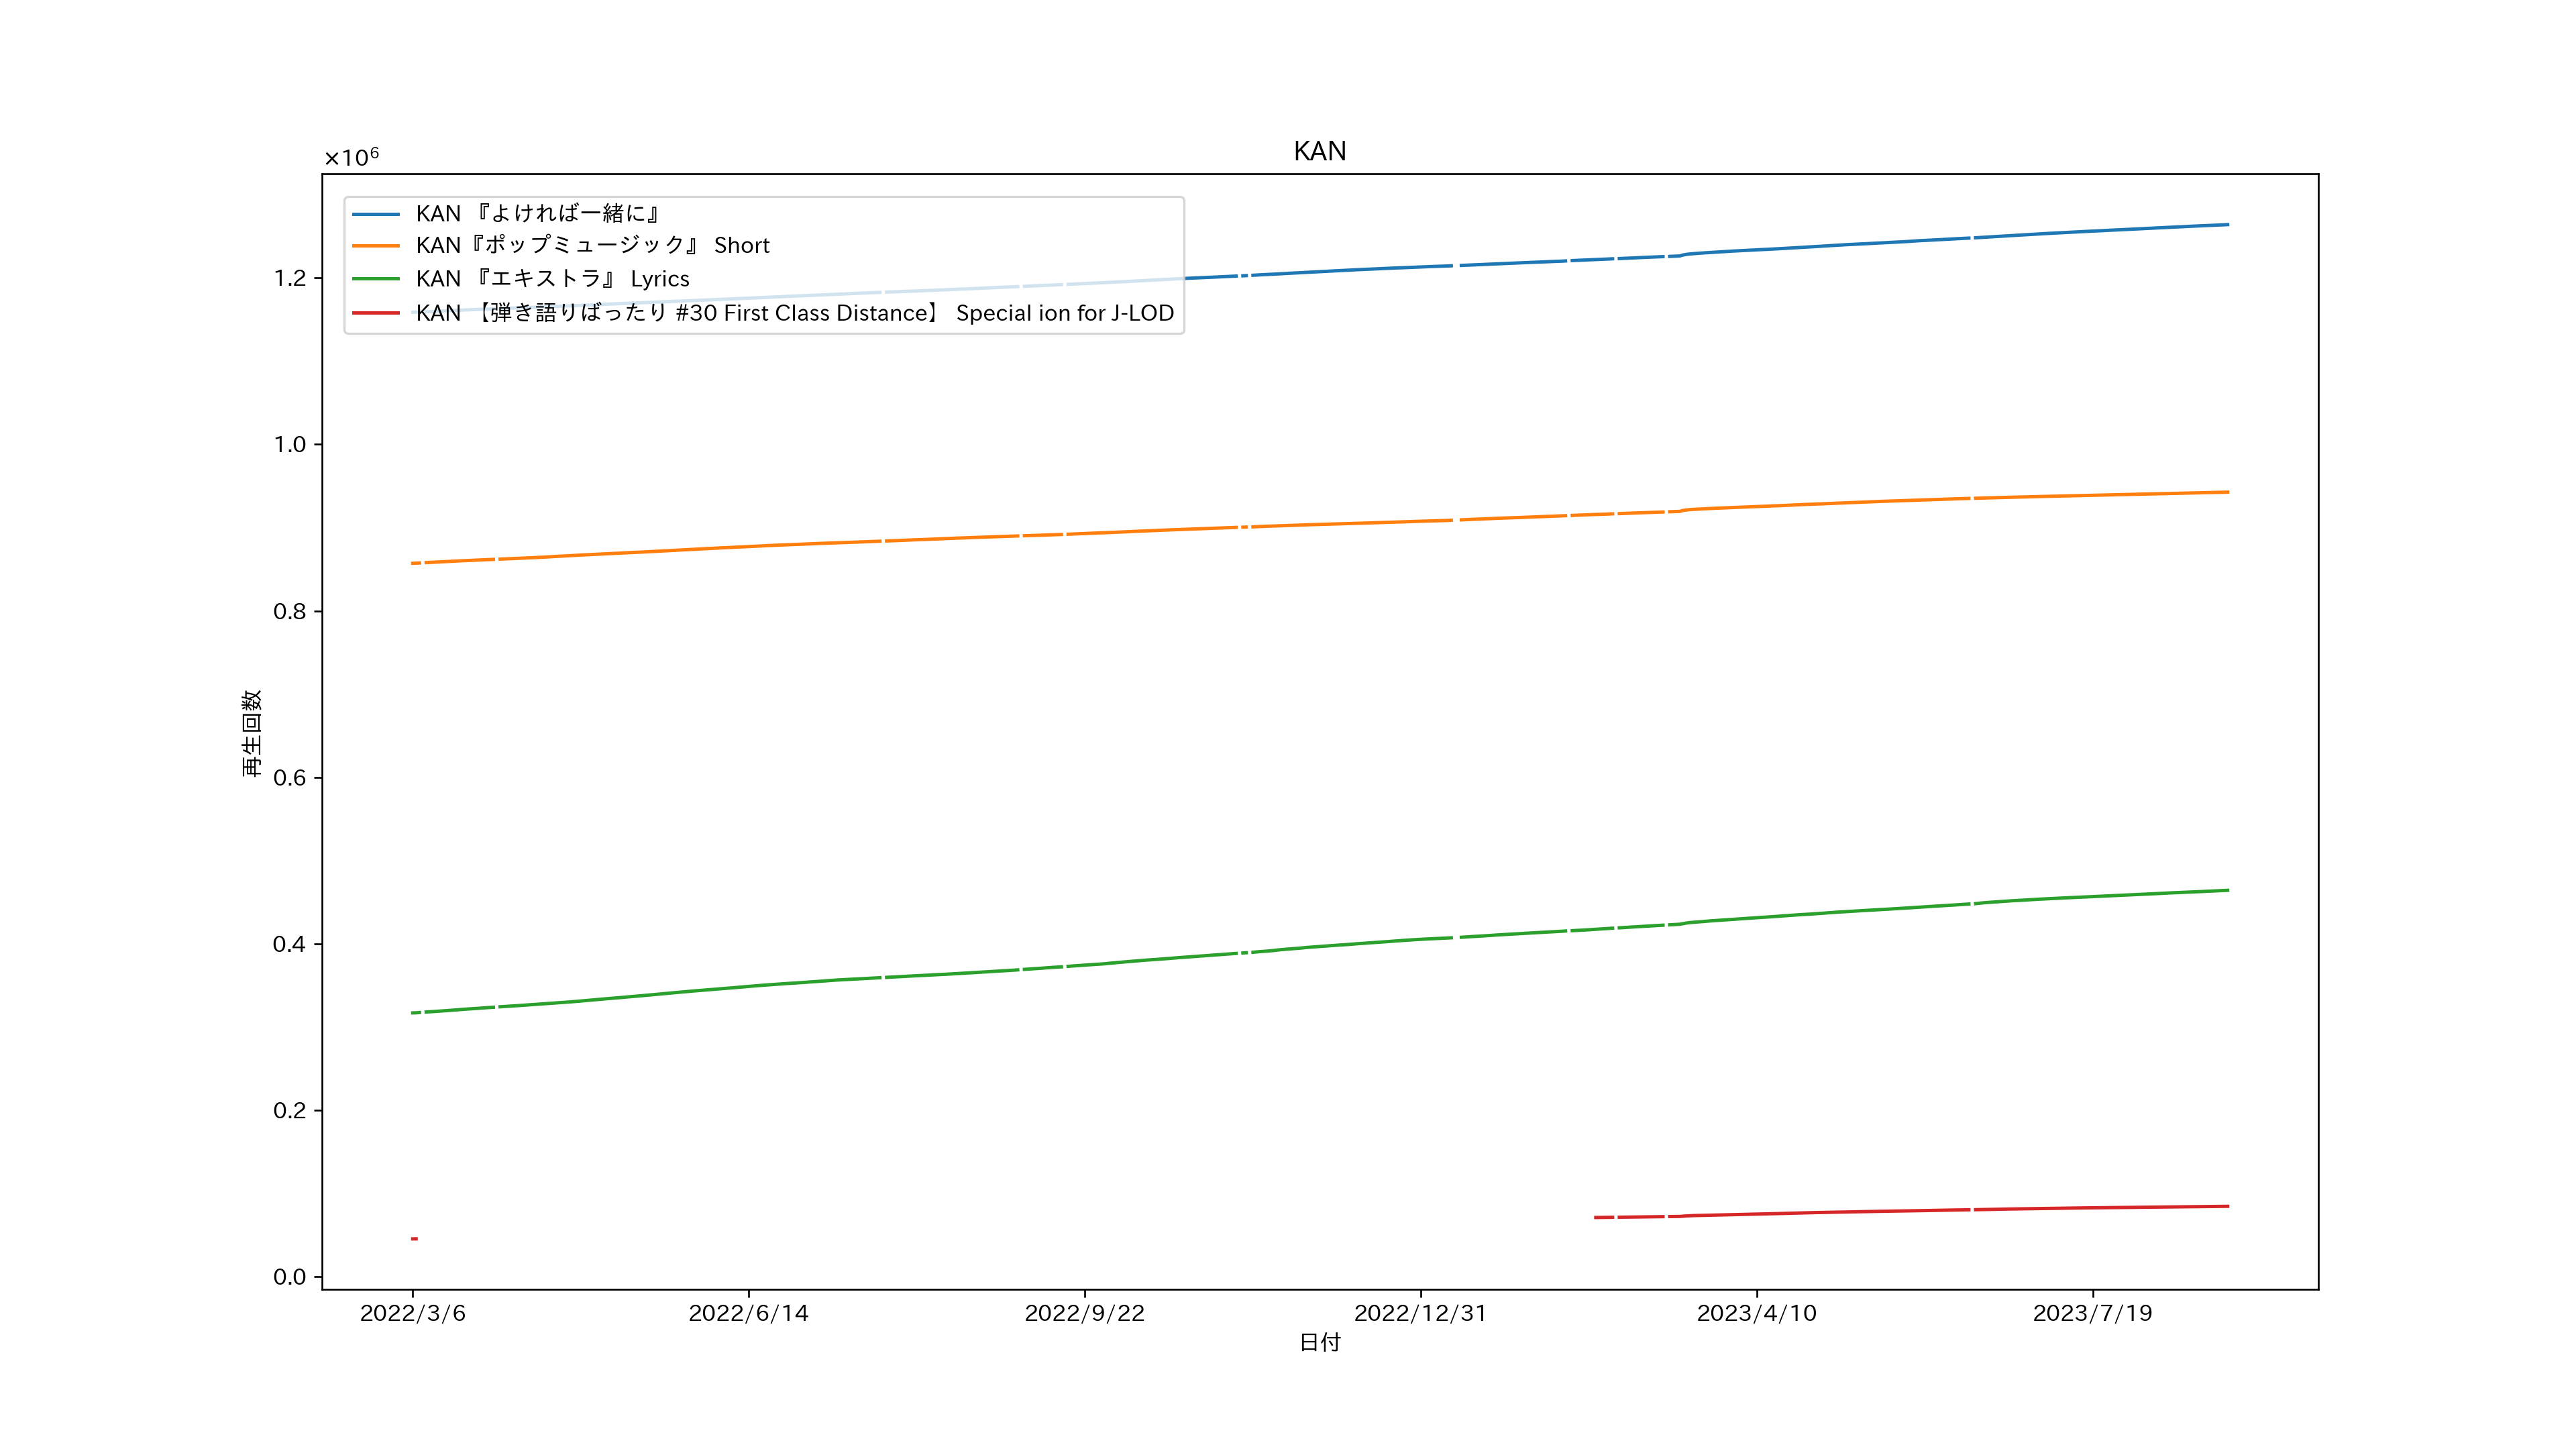 KAN
×10⁶
KAN 『よければ一緒に』
KAN『ポップミュージック』 Short
KAN 『エキストラ』 Lyrics
KAN 【弾き語りばったり #30 First Class Distance】 Special ion for J-LOD
1.2
1.0
0.8
0.6
0.4
0.2
0.0
再生回数
2022/3/6 2022/6/14 2022/9/22 2022/12/31 2023/4/10 2023/7/19
日付